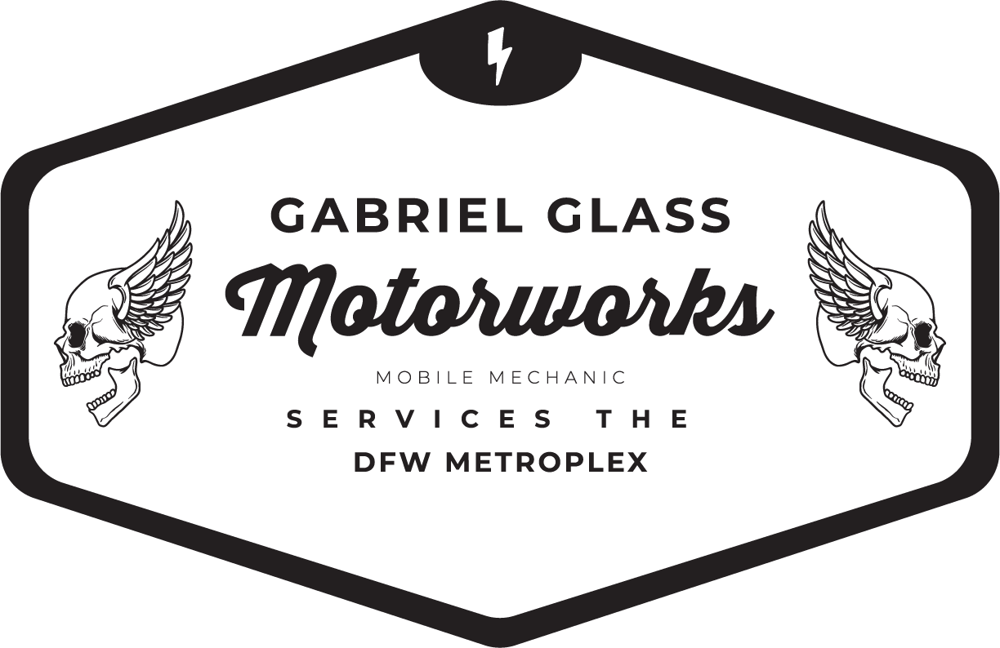 GABRIEL GLASS
Motorworks
MOBILE MECHANIC
SERVICES THE
DFW METROPLEX